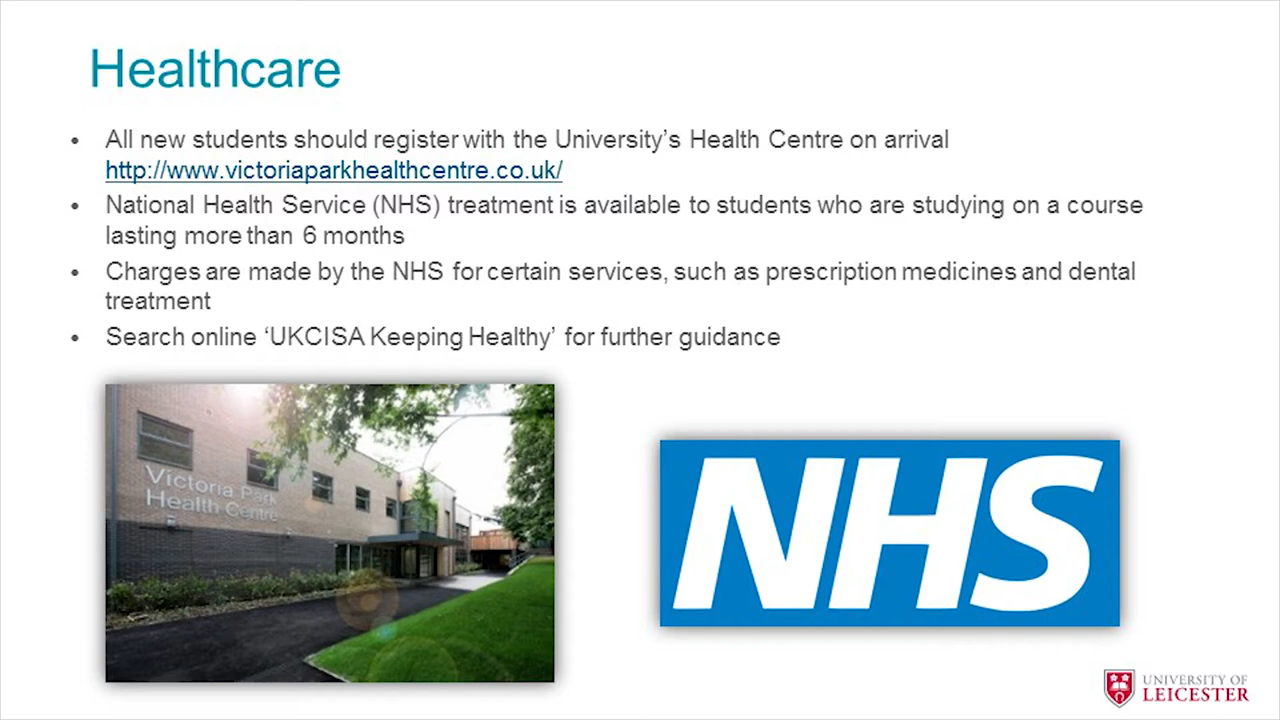 Healthcare
• All new students should register with the University’s Health Centre on arrival
http://www.victoriaparkhealthcentre.co.uk/
• National Health Service (NHS) treatment is available to students who are studying on a course
lasting more than 6 months
• Charges are made by the NHS for certain services, such as prescription medicines and dental
treatment
• Search online ‘UKCISA Keeping Healthy’ for further guidance
Victoria Park
Health Centre
NHS
UNIVERSITY OF
LEICESTER